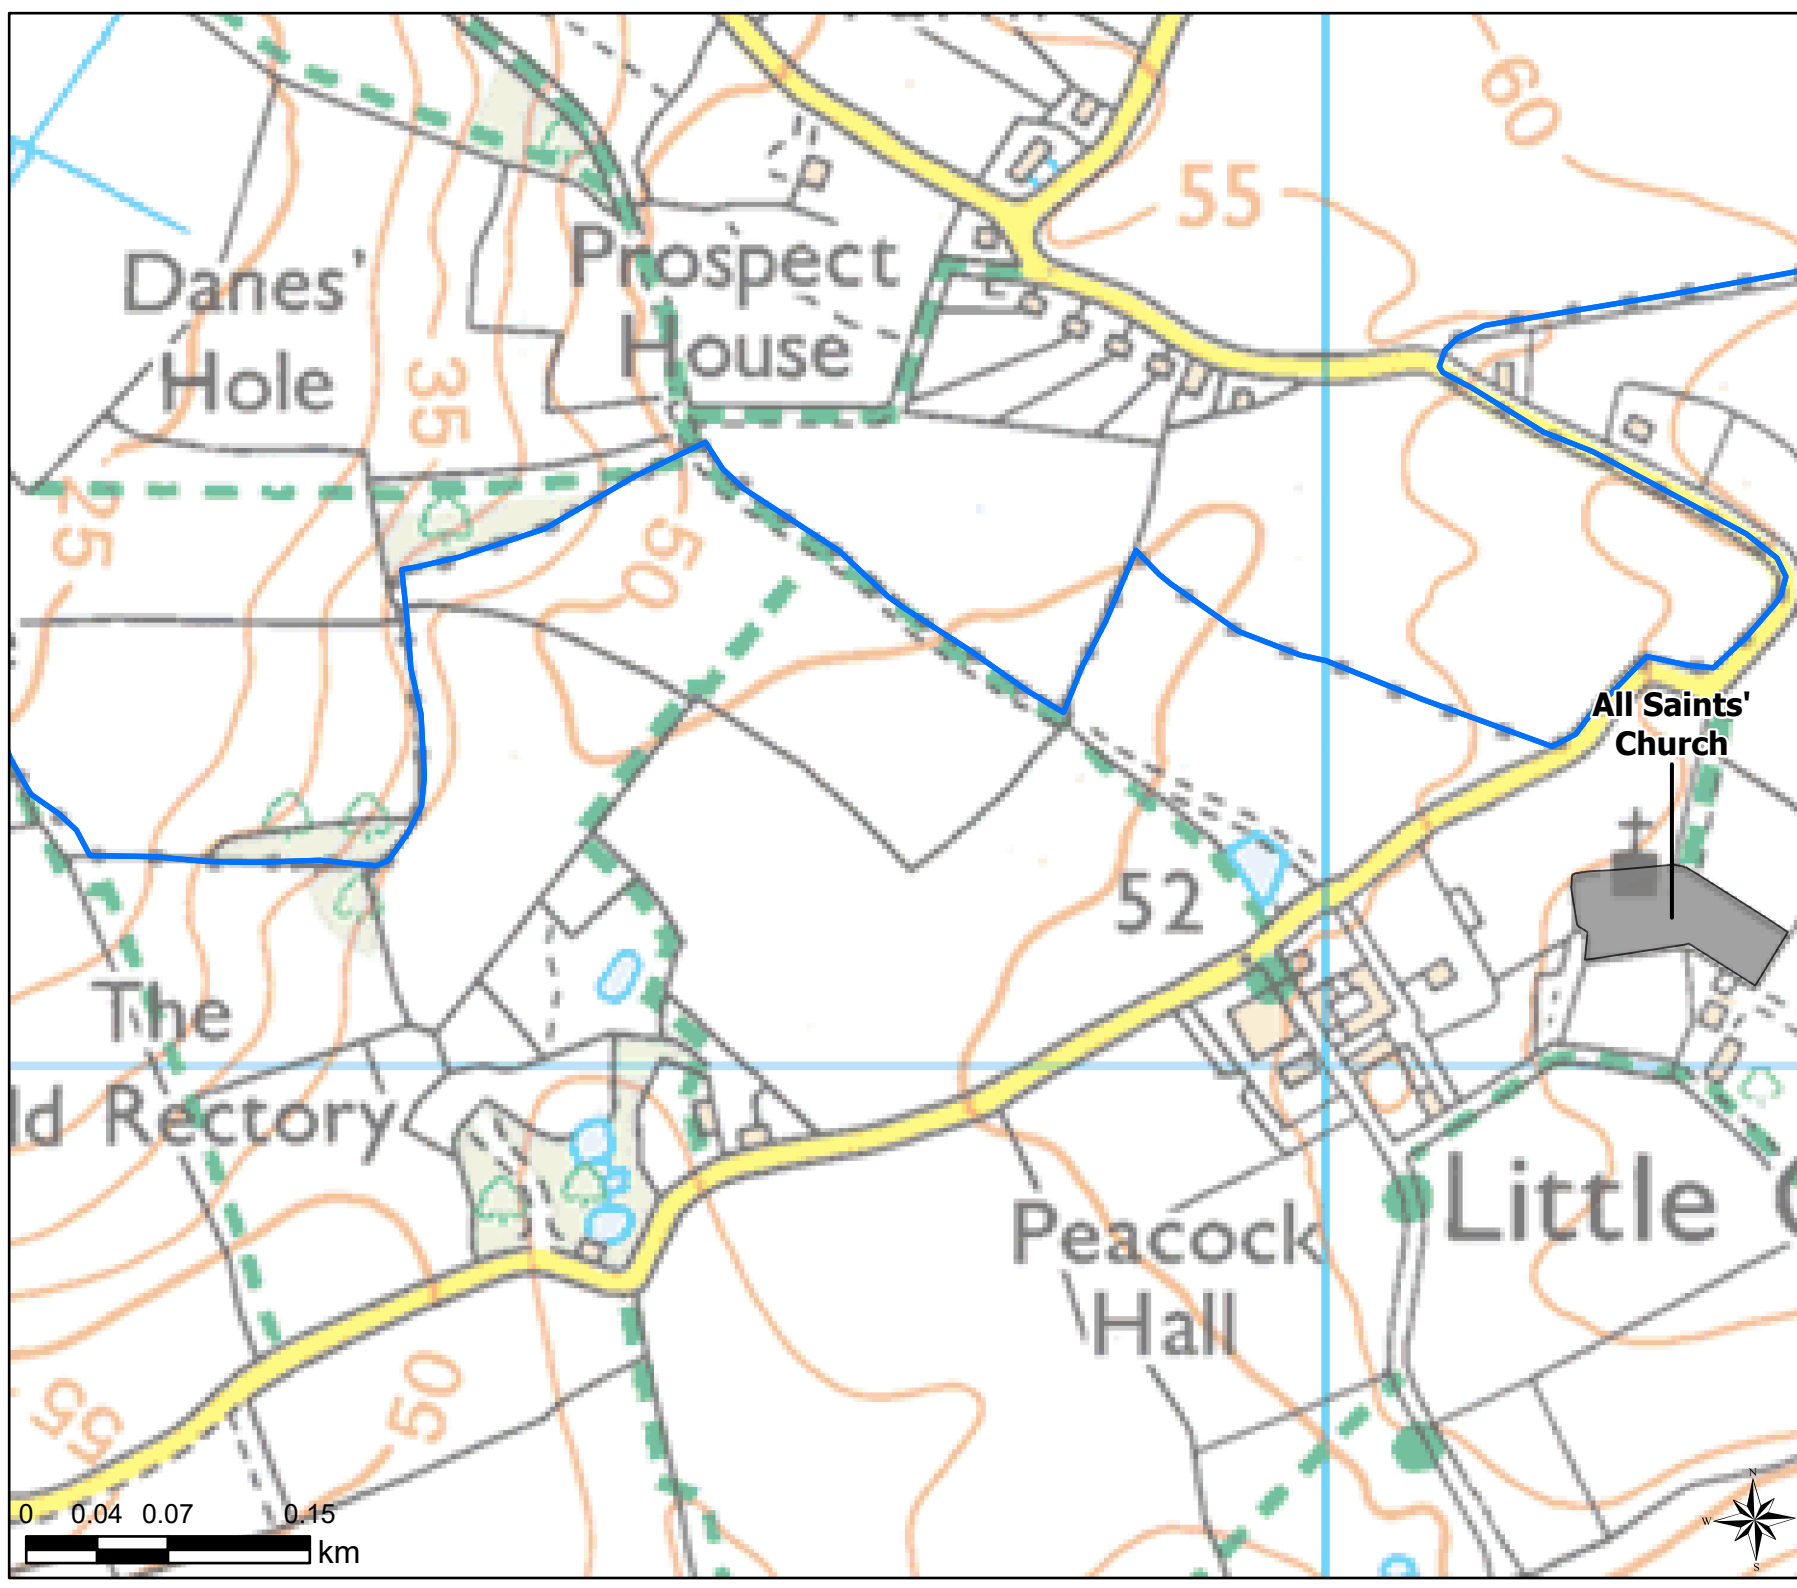 60
55
Prospect
House
Danes'
Hole
35
25
50
All Saints'
Church
52
The
ld Rectory
Peacock
Hall
Little
50
55
0 0.04 0.07 0.15
km
N
W
S